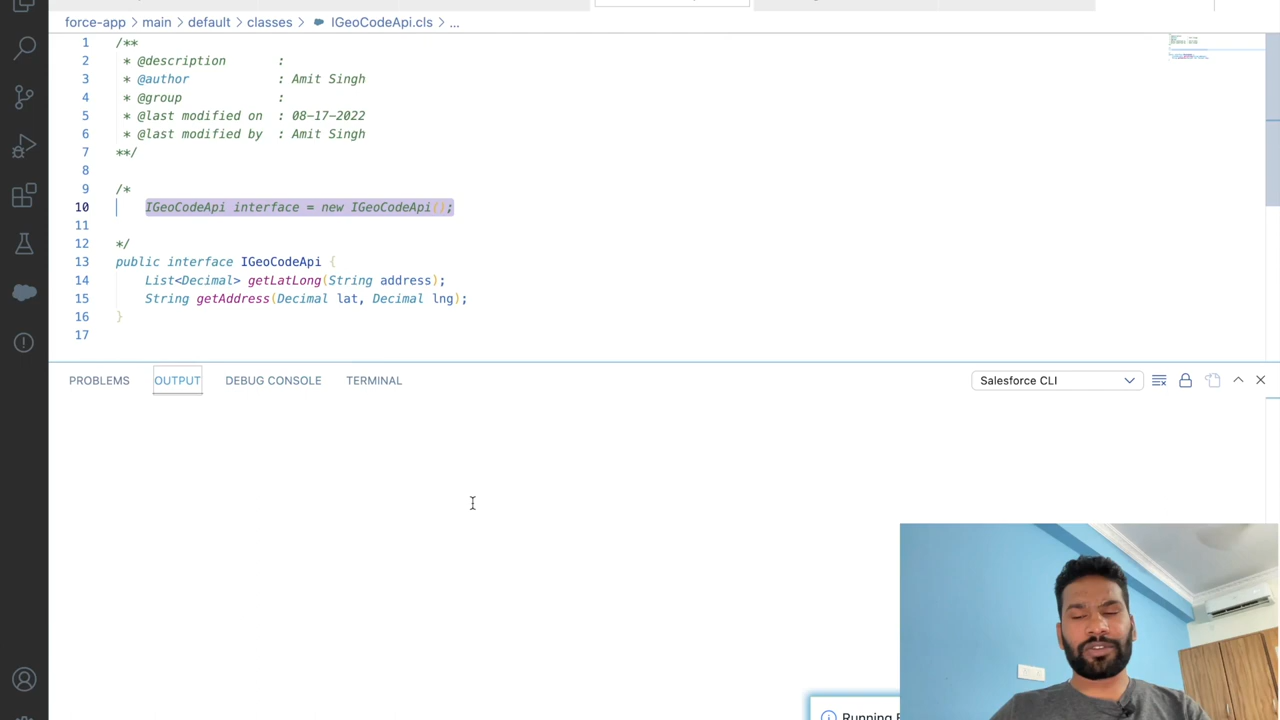 force-app > main > default > classes > IGeoCodeApi.cls > ...
1 /**
2 * @description :
3 * @author : Amit Singh
4 * @group :
5 * @last modified on : 08-17-2022
6 * @last modified by : Amit Singh
7 **/
8
9 /*
10 IGeoCodeApi interface = new IGeoCodeApi();
11
12 */
13 public interface IGeoCodeApi {
14 List<Decimal> getLatLong(String address);
15 String getAddress(Decimal lat, Decimal lng);
16 }
17
PROBLEMS OUTPUT DEBUG CONSOLE TERMINAL Salesforce CLI
Running